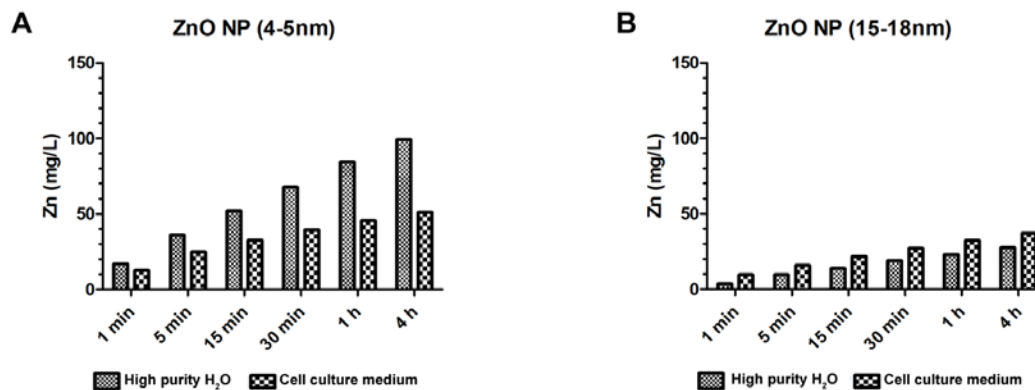 A
ZnO NP (4-5nm)
150
100
50
0
Zn (mg/L)
1 min
5 min
15 min
30 min
1 h
4 h
High purity H₂O
Cell culture medium
B
ZnO NP (15-18nm)
150
100
50
0
Zn (mg/L)
1 min
5 min
15 min
30 min
1 h
4 h
High purity H₂O
Cell culture medium